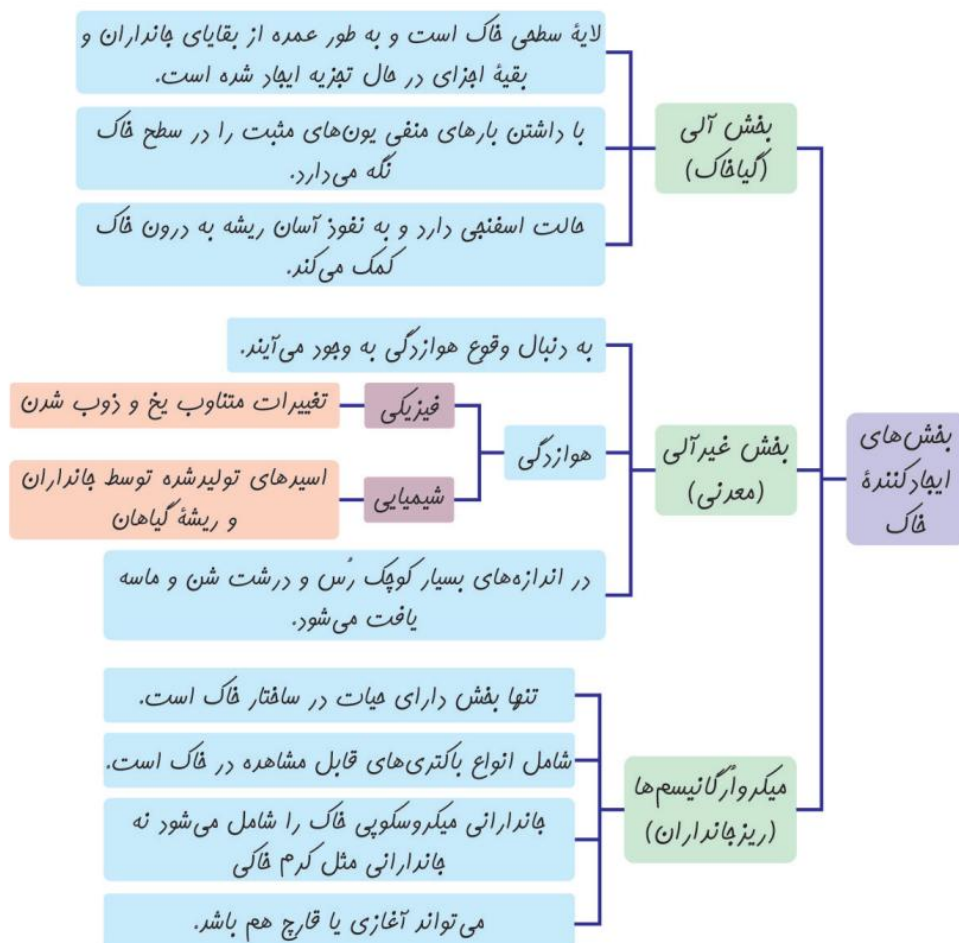 بخش‌های
ایجادکنندهٔ
خاک
بخش آلی
(گیاخاک)
لایهٔ سطحی خاک است و به طور عمده از بقایای جانداران و
بقیهٔ اجزای در حال تجزیه ایجاد شده است.
با داشتن بارهای منفی یون‌های مثبت را در سطح خاک
نگه می‌دارد.
حالت اسفنجی دارد و به نفوذ آسان ریشه به درون خاک
کمک می‌کند.
بخش غیرآلی
(معدنی)
به دنبال وقوع هوازدگی به وجود می‌آیند.
هوازدگی
فیزیکی
تغییرات متناوب یخ و ذوب شدن
شیمیایی
اسیدهای تولیدشده توسط جانداران
و ریشهٔ گیاهان
در اندازه‌های بسیار کوچک رُس و درشت شن و ماسه
یافت می‌شود.
میکروارگانیسم‌ها
(ریزجانداران)
تنها بخش دارای حیات در ساختار خاک است.
شامل انواع باکتری‌های قابل مشاهده در خاک است.
جاندارانی میکروسکوپی خاک را شامل می‌شود نه
جاندارانی مثل کرم خاکی
می‌تواند آغازی یا قارچ هم باشد.